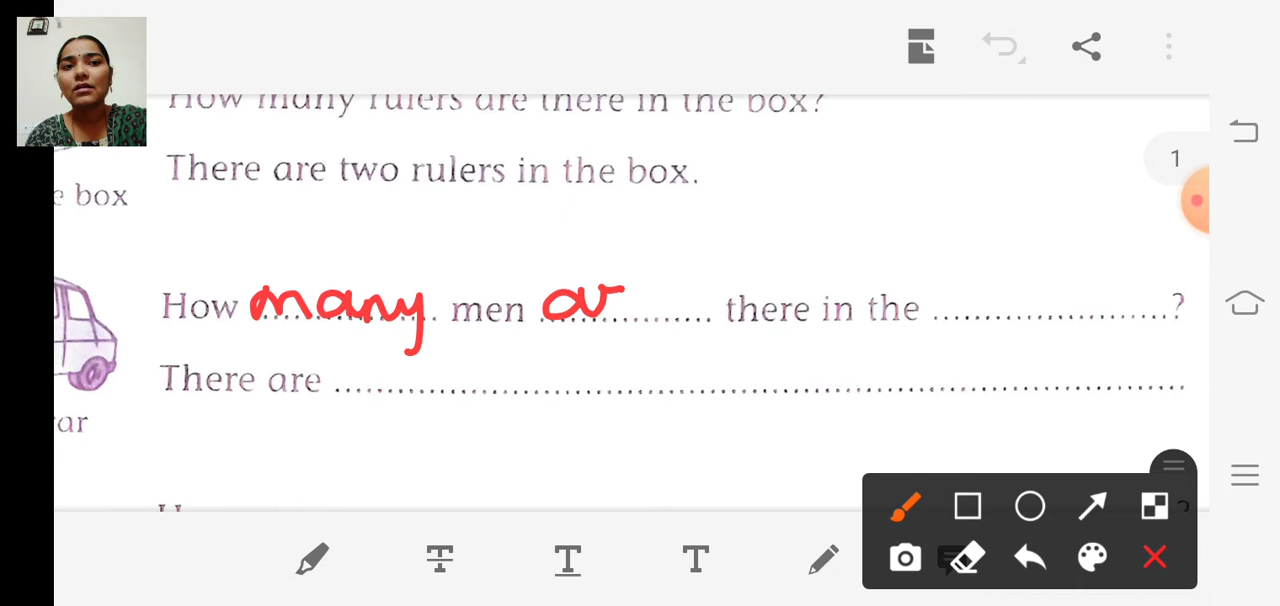 How many rulers are there in the box?
There are two rulers in the box.
e box
1
How many men ar there in the ......................?
There are ................................................................................
ar
T T T